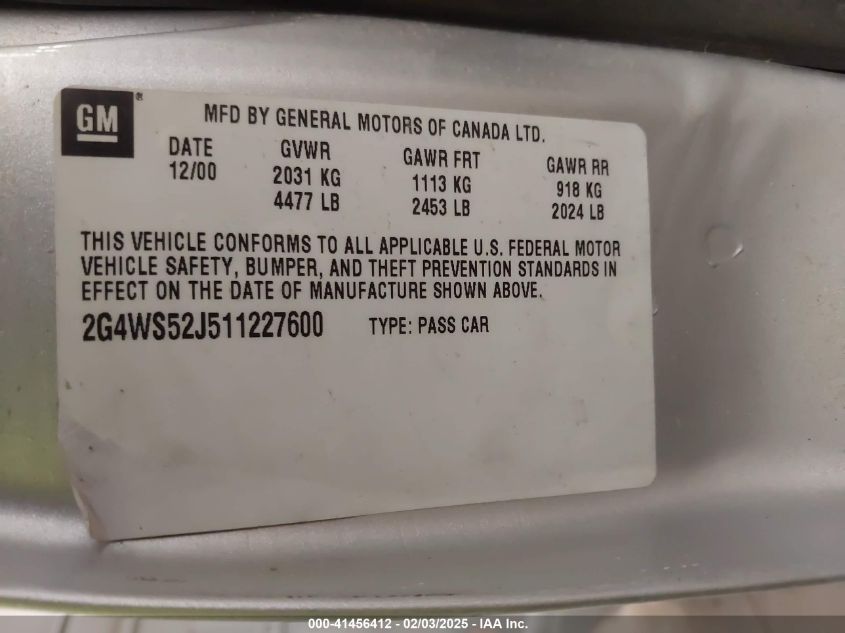 GM®
MFD BY GENERAL MOTORS OF CANADA LTD.
DATE GVWR GAWR FRT GAWR RR
12/00 2031 KG 1113 KG 918 KG
4477 LB 2453 LB 2024 LB
THIS VEHICLE CONFORMS TO ALL APPLICABLE U.S. FEDERAL MOTOR
VEHICLE SAFETY, BUMPER, AND THEFT PREVENTION STANDARDS IN
EFFECT ON THE DATE OF MANUFACTURE SHOWN ABOVE.
2G4WS52J511227600 TYPE: PASS CAR
000-41456412 - 02/03/2025 - IAA Inc.